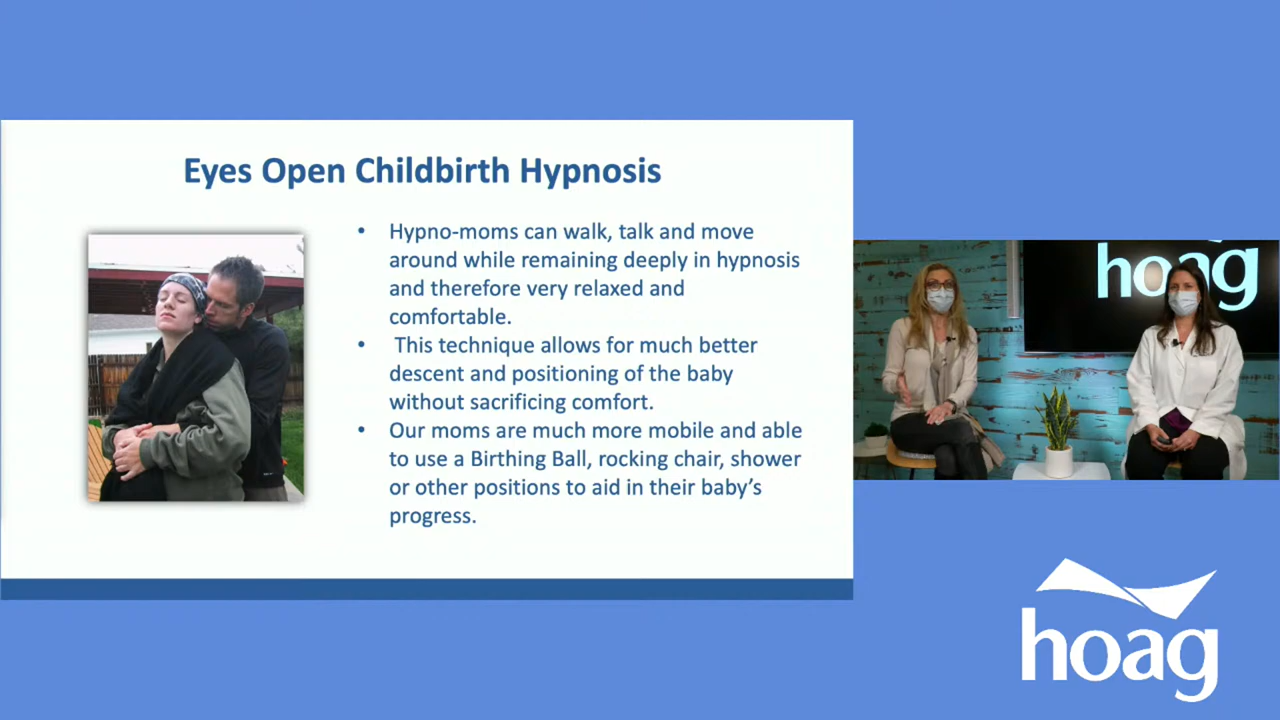 Eyes Open Childbirth Hypnosis
• Hypno-moms can walk, talk and move
around while remaining deeply in hypnosis
and therefore very relaxed and
comfortable.
• This technique allows for much better
descent and positioning of the baby
without sacrificing comfort.
• Our moms are much more mobile and able
to use a Birthing Ball, rocking chair, shower
or other positions to aid in their baby's
progress.
hoag
hoag